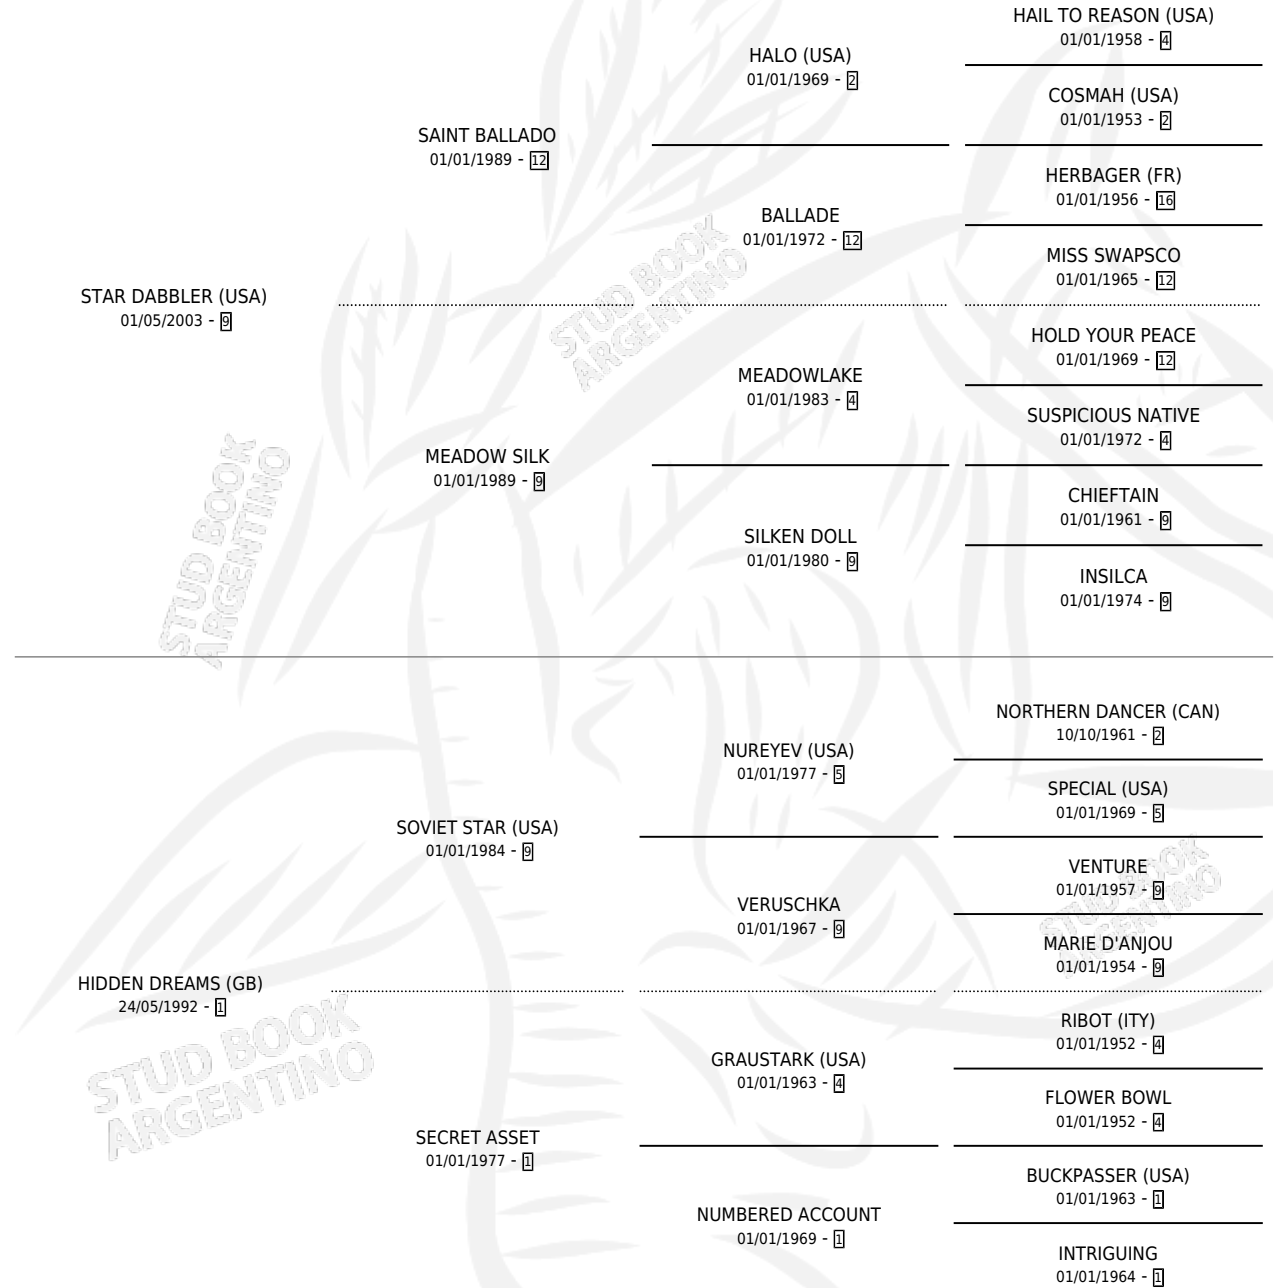 HAIL TO REASON (USA)
01/01/1958 - 4
HALO (USA)
01/01/1969 - 2
COSMAH (USA)
01/01/1953 - 2
SAINT BALLADO
01/01/1989 - 12
HERBAGER (FR)
01/01/1956 - 16
BALLADE
01/01/1972 - 12
MISS SWAPSCO
01/01/1965 - 12
STAR DABBLER (USA)
01/05/2003 - 9
STUD BOOK
ARGENTINO
HOLD YOUR PEACE
01/01/1969 - 12
MEADOWLAKE
01/01/1983 - 4
SUSPICIOUS NATIVE
01/01/1972 - 4
MEADOW SILK
01/01/1989 - 9
CHIEFTAIN
01/01/1961 - 9
SILKEN DOLL
01/01/1980 - 9
INSILCA
01/01/1974 - 9
STUD BOOK
ARGENTINO
NORTHERN DANCER (CAN)
10/10/1961 - 2
NUREYEV (USA)
01/01/1977 - 5
SPECIAL (USA)
01/01/1969 - 5
SOVIET STAR (USA)
01/01/1984 - 9
VENTURE
01/01/1957 - 9
VERUSCHKA
01/01/1967 - 9
STUD BOOK
ARGENTINO
MARIE D'ANJOU
01/01/1954 - 9
HIDDEN DREAMS (GB)
24/05/1992 - 1
RIBOT (ITY)
01/01/1952 - 4
GRAUSTARK (USA)
01/01/1963 - 4
FLOWER BOWL
01/01/1952 - 4
STUD BOOK
ARGENTINO
SECRET ASSET
01/01/1977 - 1
BUCKPASSER (USA)
01/01/1963 - 1
NUMBERED ACCOUNT
01/01/1969 - 1
INTRIGUING
01/01/1964 - 1